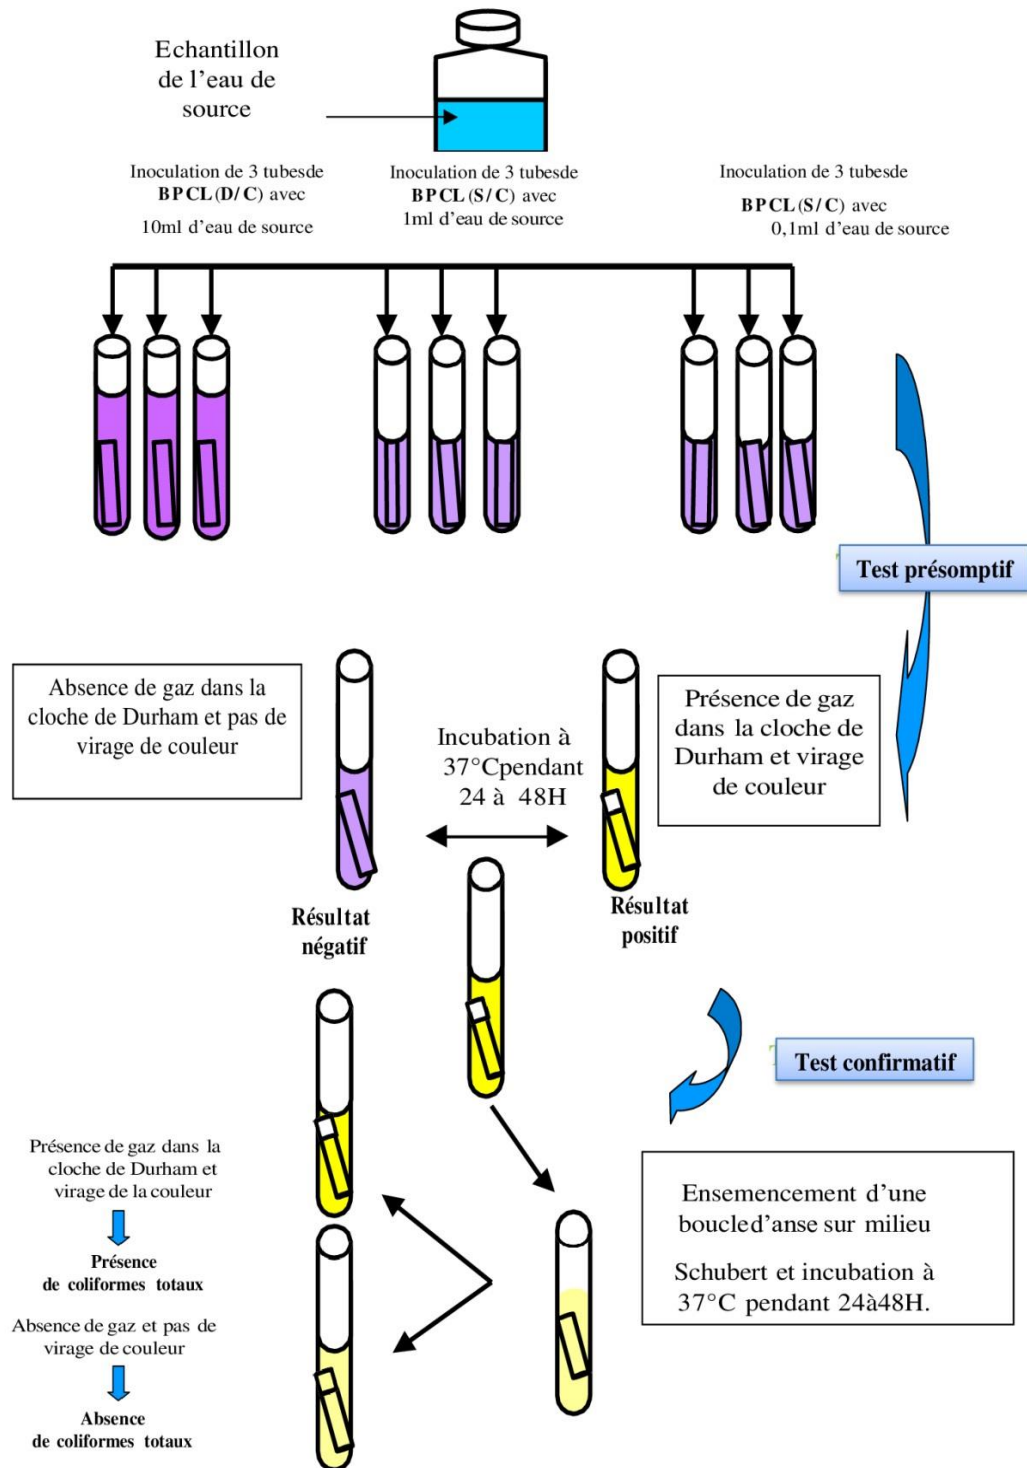 Echantillon
de l'eau de
source
Inoculation de 3 tubesde
BPCL(D/C) avec
10ml d'eau de source
Inoculation de 3 tubesde
BPCL(S/C) avec
1ml d'eau de source
Inoculation de 3 tubesde
BPCL(S/C) avec
0,1ml d'eau de source
Test présomptif
Absence de gaz dans la
cloche de Durham et pas de
virage de couleur
Incubation à
37°Cpendant
24 à 48H
Présence de gaz
dans la cloche de
Durham et virage
de couleur
Résultat
négatif
Résultat
positif
Test confirmatif
Présence de gaz dans la
cloche de Durham et
virage de la couleur
Présence
de coliformes totaux
Absence de gaz et pas de
virage de couleur
Absence
de coliformes totaux
Ensemencement d'une
boucled'anse sur milieu
Schubert et incubation à
37°C pendant 24à48H.